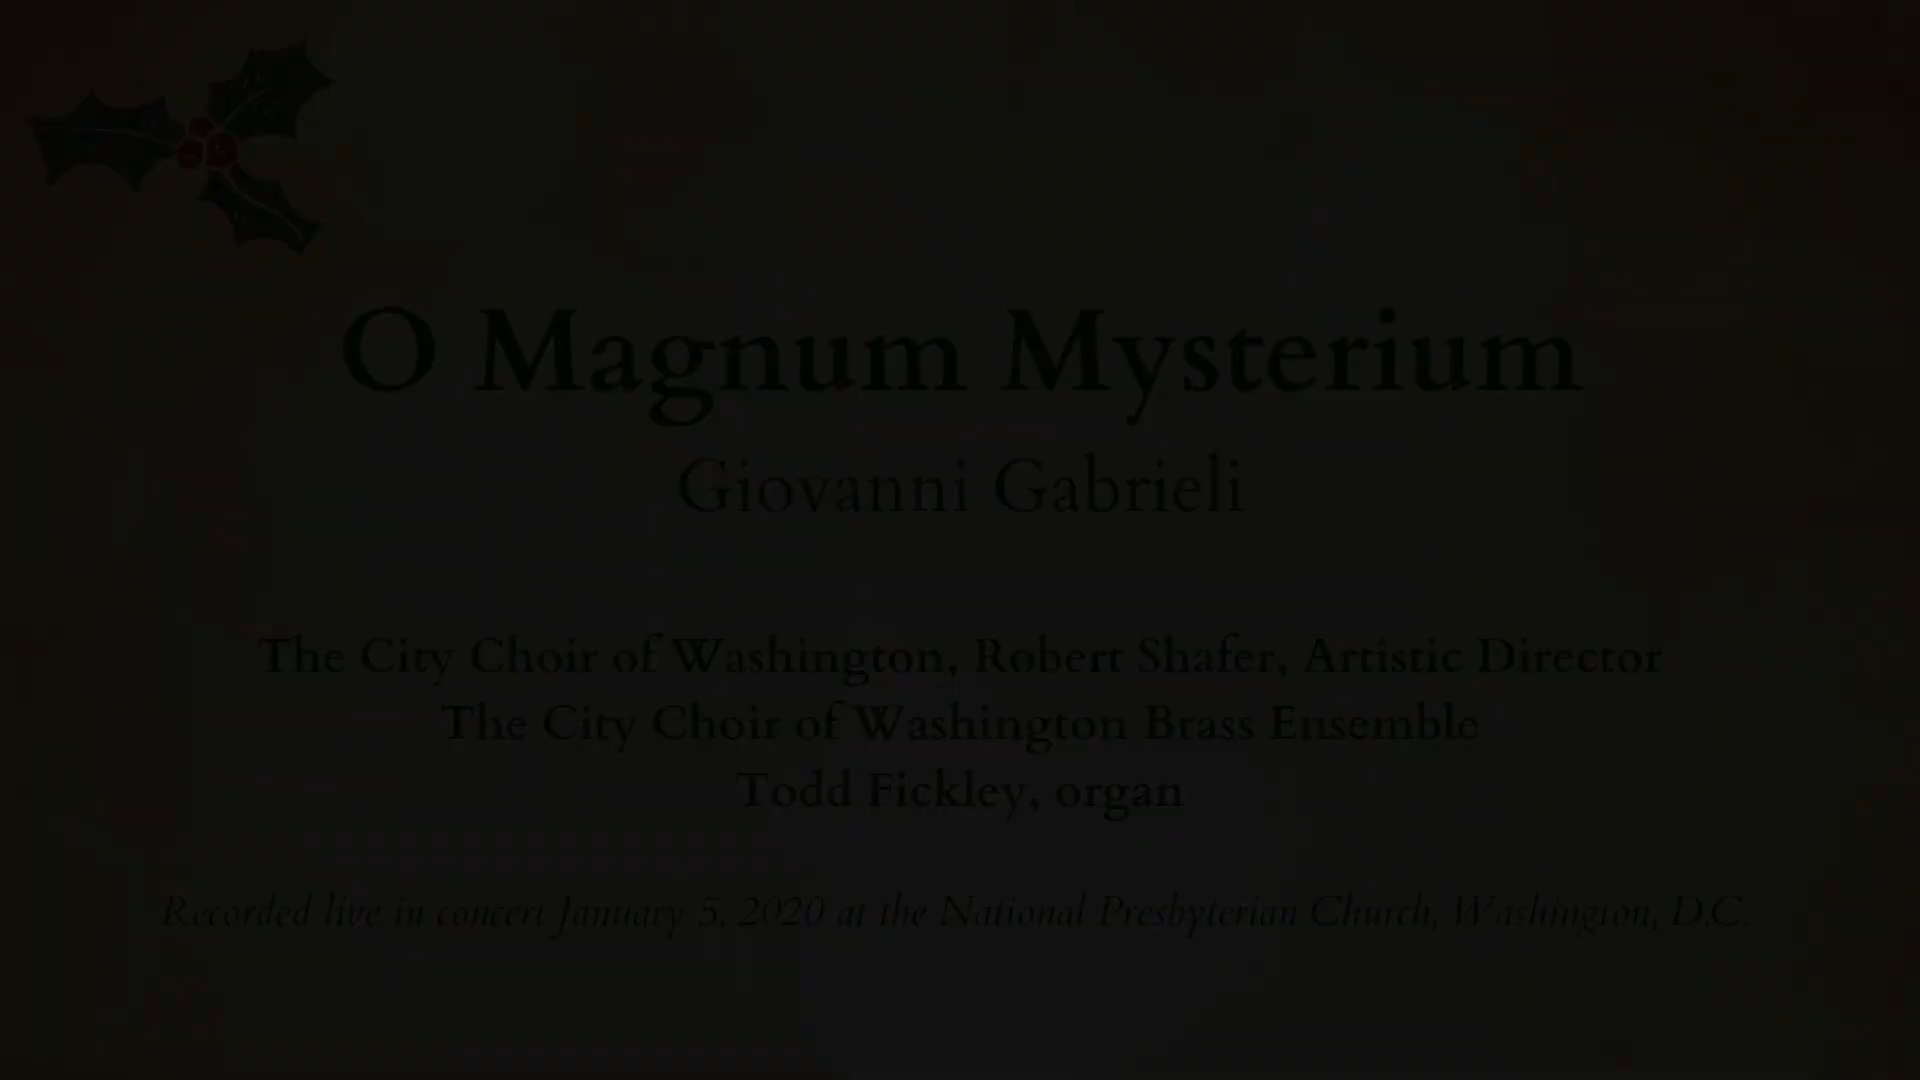 O Magnum Mysterium
Giovanni Gabrieli
The City Choir of Washington, Robert Shafer, Artistic Director
The City Choir of Washington Brass Ensemble
Todd Fickley, organ
Recorded live in concert January 5, 2020 at the National Presbyterian Church, Washington, D.C.